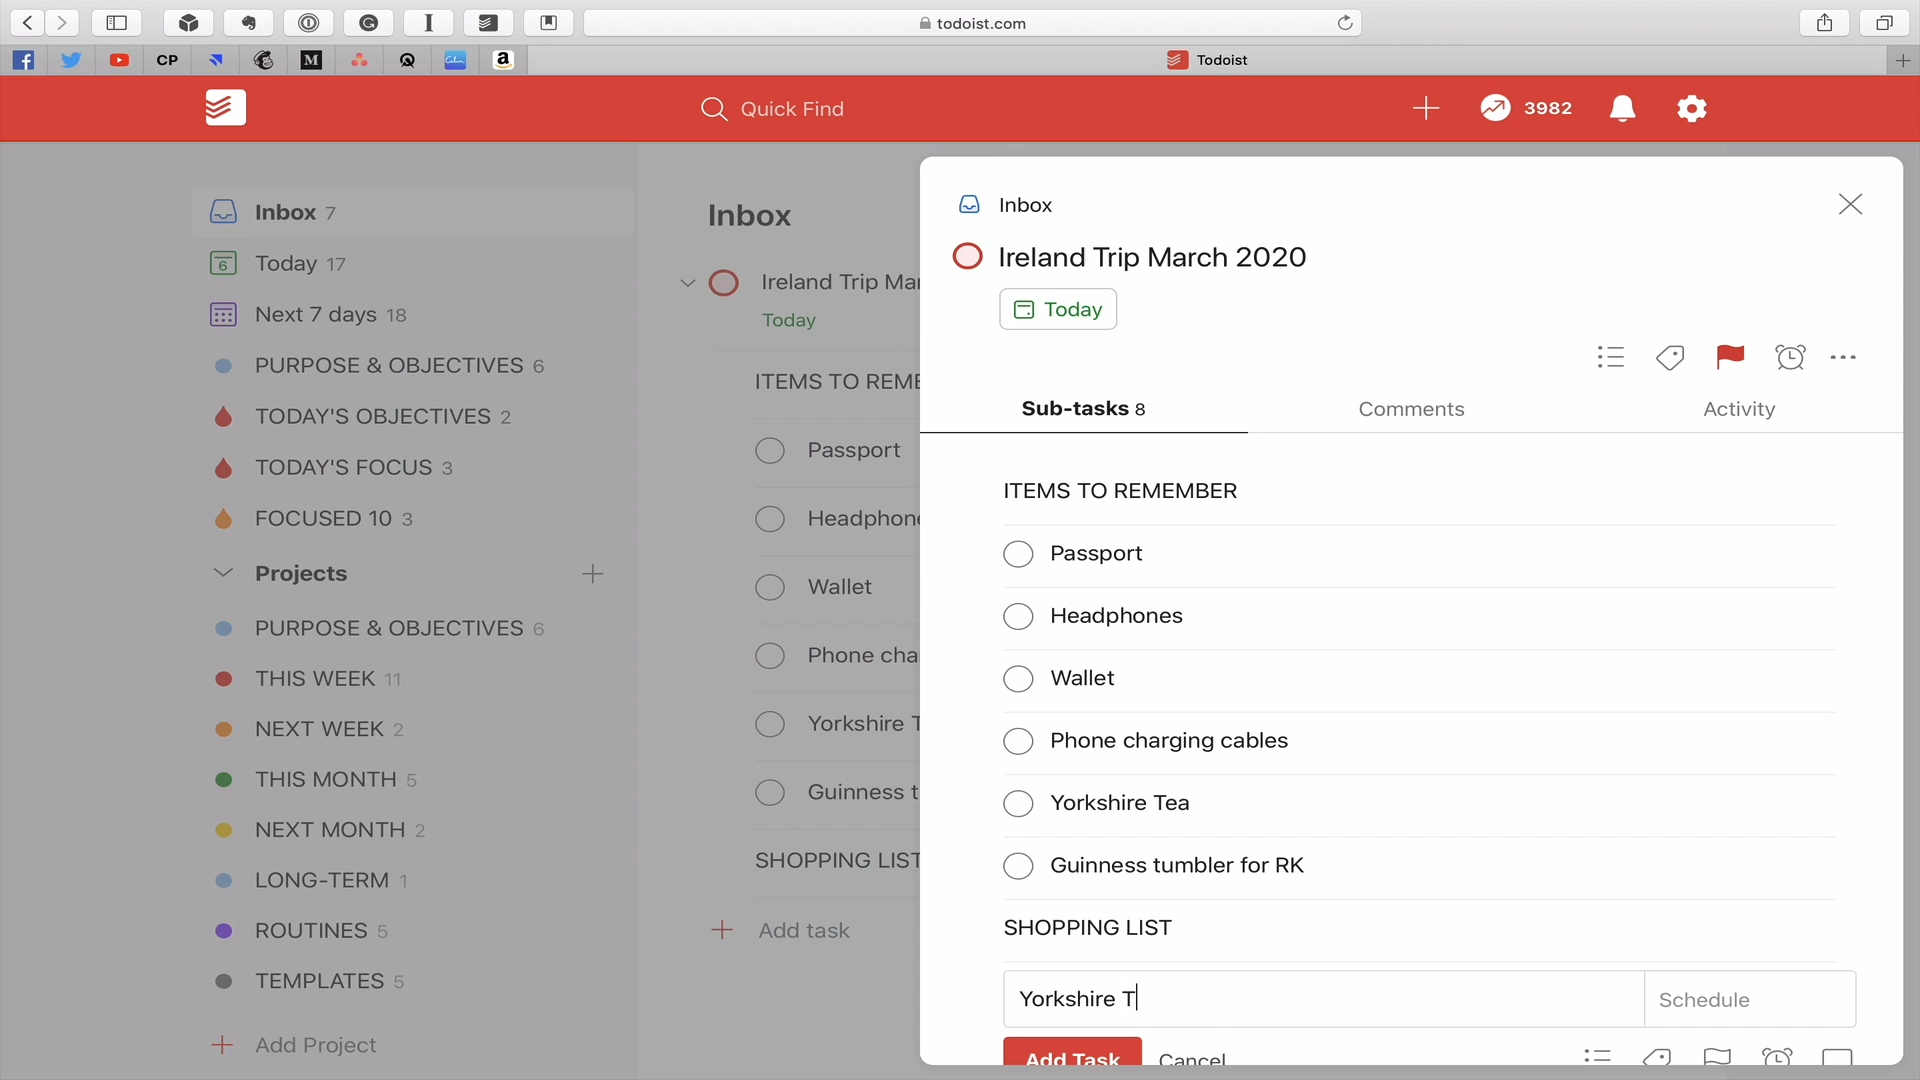 todoist.com
CP
M
Calm
a
Todoist
Quick Find
3982
Inbox 7
6 Today 17
Next 7 days 18
PURPOSE & OBJECTIVES 6
TODAY'S OBJECTIVES 2
TODAY'S FOCUS 3
FOCUSED 10 3
Projects
PURPOSE & OBJECTIVES 6
THIS WEEK 11
NEXT WEEK 2
THIS MONTH 5
NEXT MONTH 2
LONG-TERM 1
ROUTINES 5
TEMPLATES 5
Add Project
Inbox
Ireland Trip Mar
Today
ITEMS TO REME
Passport
Headphone
Wallet
Phone cha
Yorkshire T
Guinness t
SHOPPING LIST
Add task
Inbox
Ireland Trip March 2020
Today
Sub-tasks 8
Comments
Activity
ITEMS TO REMEMBER
Passport
Headphones
Wallet
Phone charging cables
Yorkshire Tea
Guinness tumbler for RK
SHOPPING LIST
Yorkshire T
Schedule
Add Task
Cancel